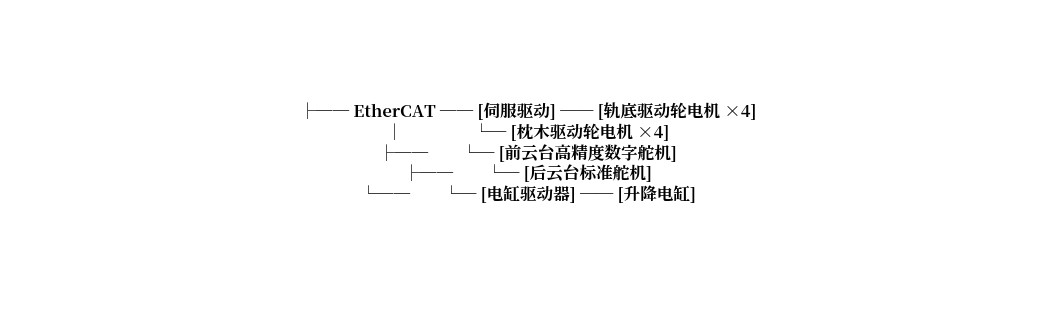 ├── EtherCAT ── [伺服驱动] ── [轨底驱动轮电机 ×4]
│ └─ [枕木驱动轮电机 ×4]
├── └─ [前云台高精度数字舵机]
├── └─ [后云台标准舵机]
└── └─ [电缸驱动器] ── [升降电缸]